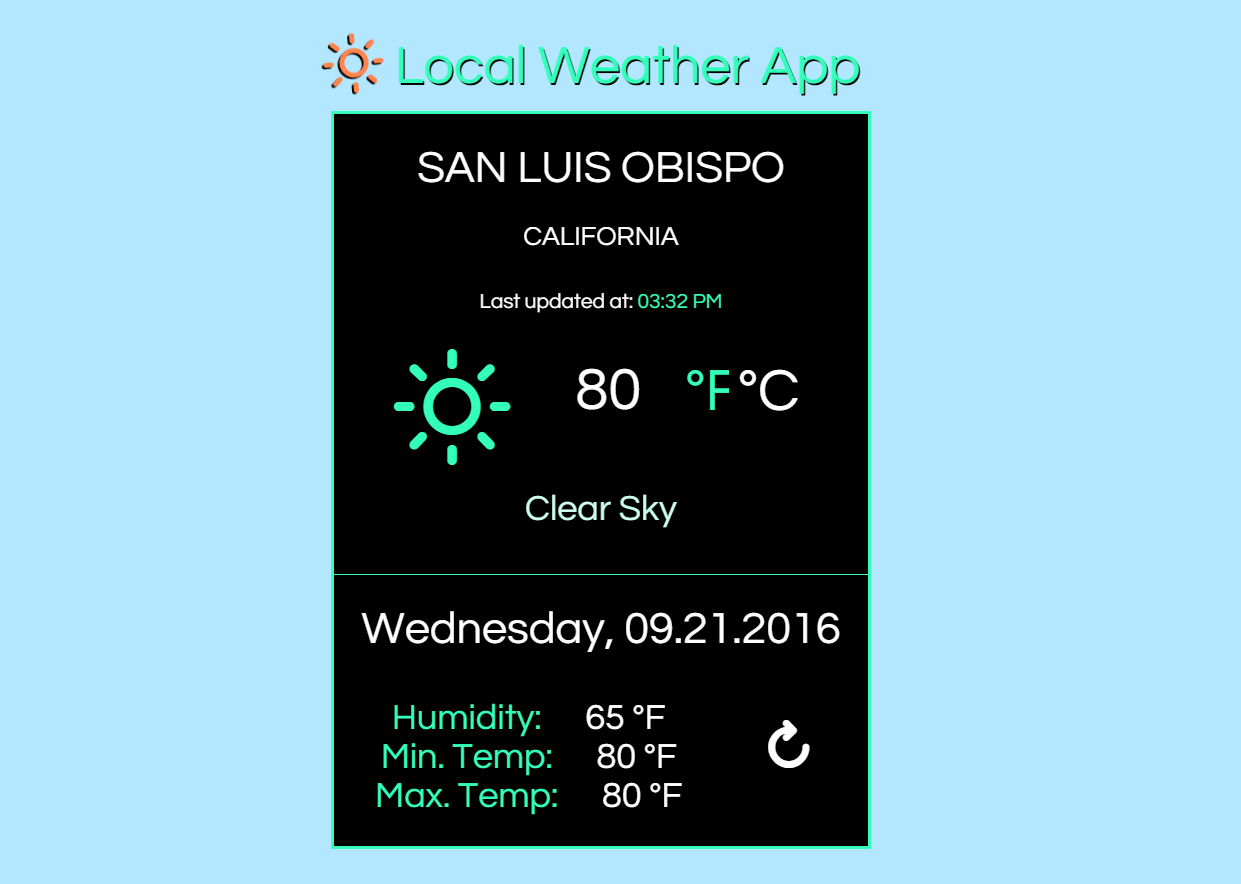 Local Weather App
SAN LUIS OBISPO
CALIFORNIA
Last updated at: 03:32 PM
80 °F °C
Clear Sky
Wednesday, 09.21.2016
Humidity: 65 °F
Min. Temp: 80 °F
Max. Temp: 80 °F